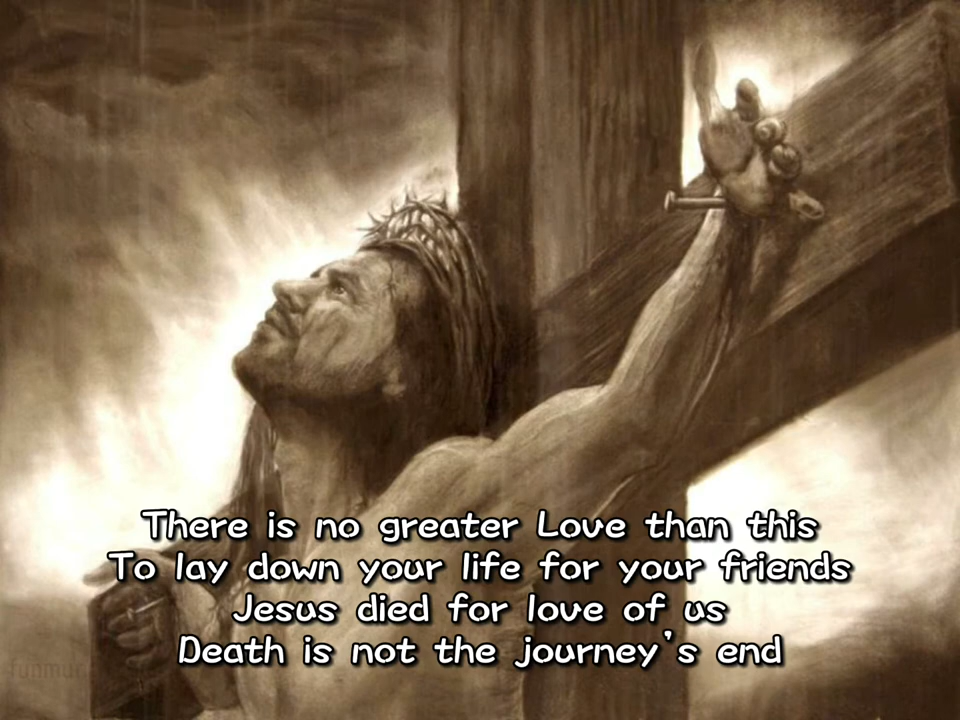 There is no greater Love than this
To lay down your life for your friends
Jesus died for love of us
Death is not the journey's end